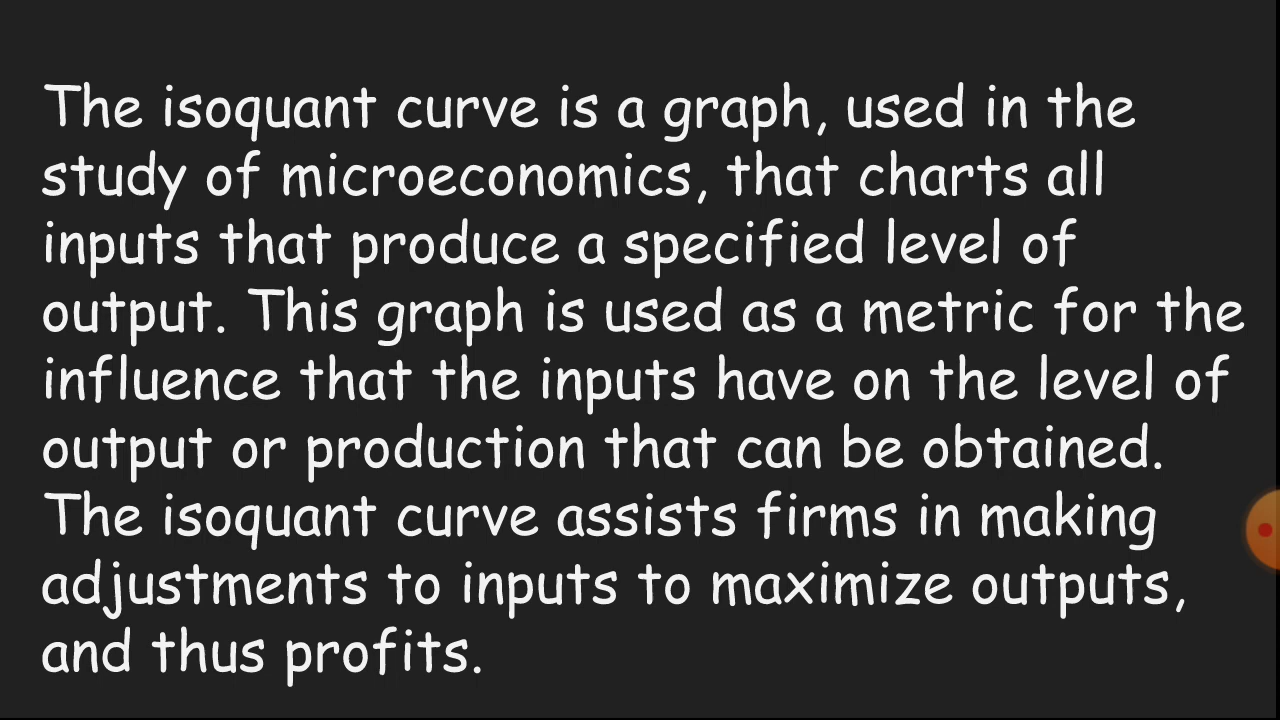 The isoquant curve is a graph, used in the
study of microeconomics, that charts all
inputs that produce a specified level of
output. This graph is used as a metric for the
influence that the inputs have on the level of
output or production that can be obtained.
The isoquant curve assists firms in making
adjustments to inputs to maximize outputs,
and thus profits.